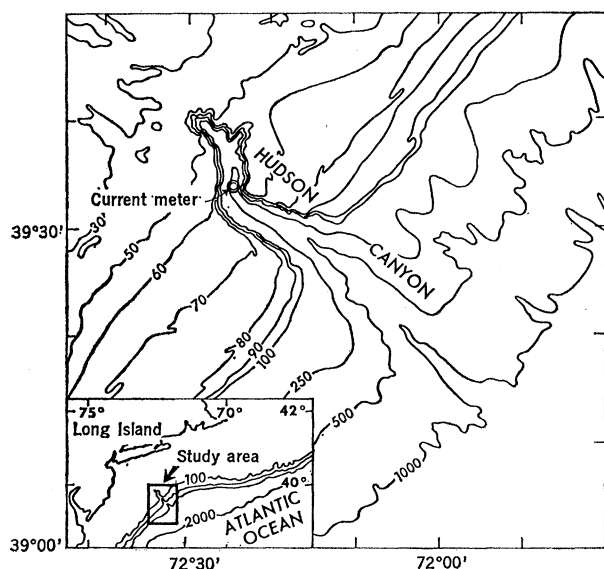 HUDSON
Current meter
39°30'
30'
50
60
CANYON
70
80
90
100
250
500
1000
75°
70°
42°
Long Island
Study area
100
40°
2000
ATLANTIC
OCEAN
39°00'
72°30'
72°00'